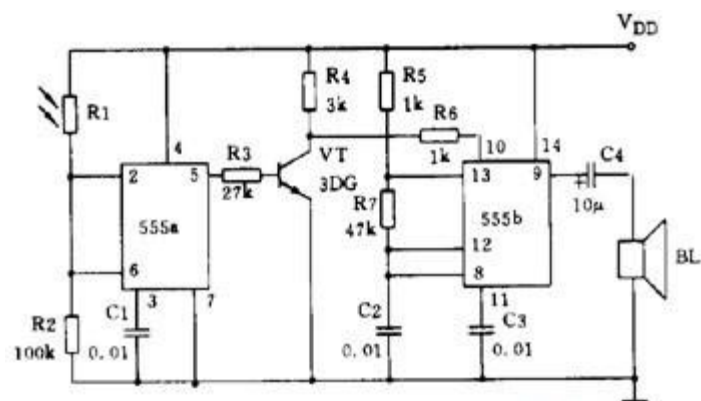 V_DD
R1
R4
3k
R5
1k
R6
1k
4
10
14
C4
10μ
2
5
R3
27k
VT
3DG
13
9
R7
47k
555a
555b
12
6
8
BL
3
7
11
R2
100k
C1
0.01
C2
0.01
C3
0.01